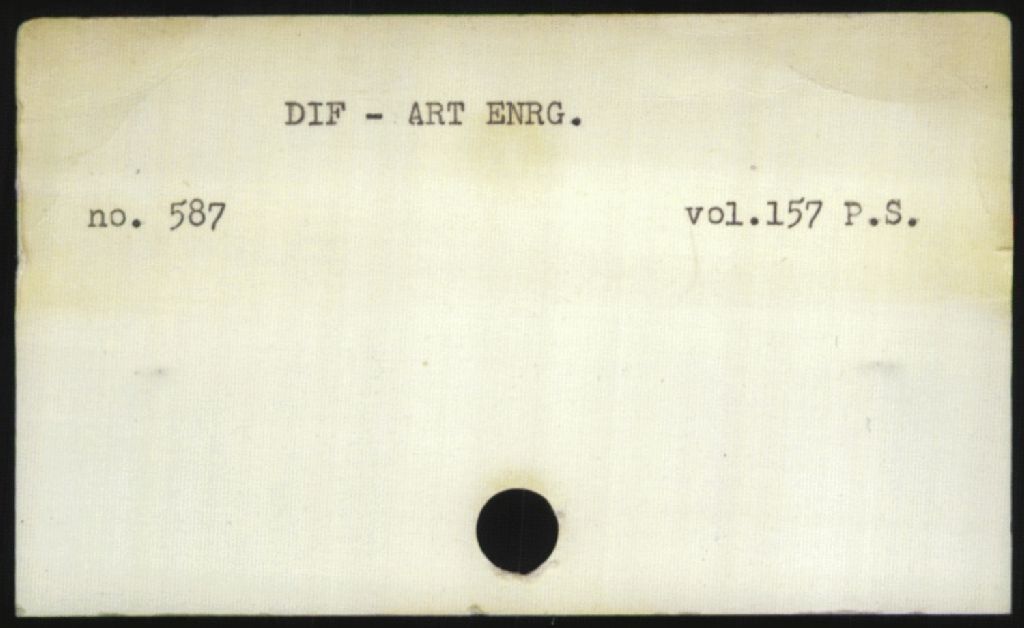 DIF - ART ENRG.
no. 587 vol.157 P.S.